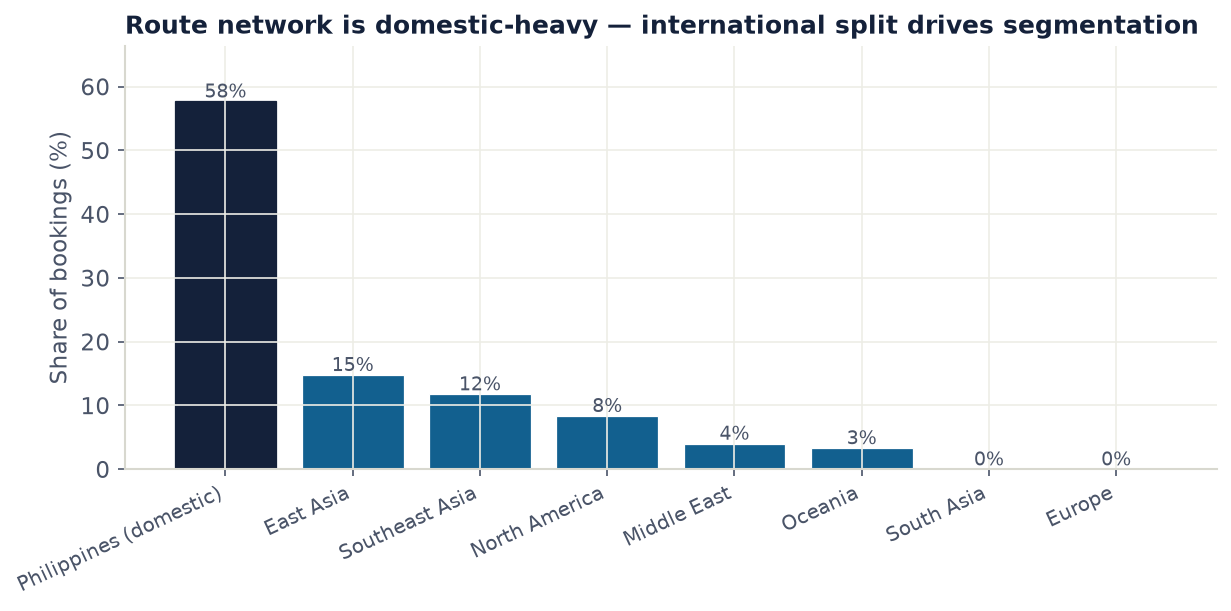 Route network is domestic-heavy — international split drives segmentation
Share of bookings (%)
60
50
40
30
20
10
0
58%
15%
12%
8%
4%
3%
0%
0%
Philippines (domestic)
East Asia
Southeast Asia
North America
Middle East
Oceania
South Asia
Europe